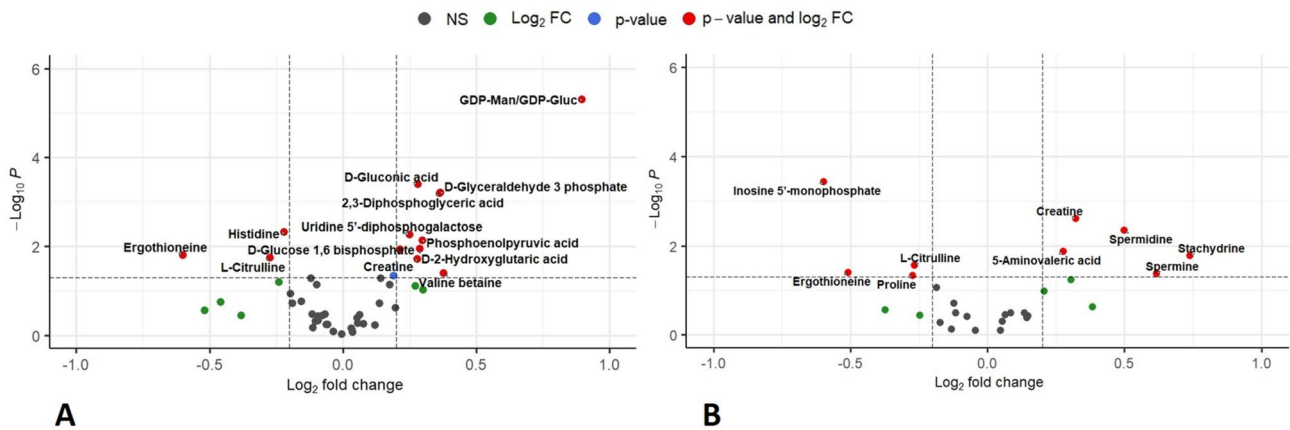 NS Log2 FC p-value p – value and log2 FC
6
GDP-Man/GDP-Gluc
4
D-Gluconic acid
D-Glyceraldehyde 3 phosphate
2,3-Diphosphoglyceric acid
Uridine 5'-diphosphogalactose
Histidine
Phosphoenolpyruvic acid
Ergothioneine
D-Glucose 1,6 bisphosphate
2
L-Citrulline
Creatine
D-2-Hydroxyglutaric acid
Valine betaine
0
-1.0 -0.5 0.0 0.5 1.0
Log2 fold change
– Log10 P
A
6
4
Inosine 5'-monophosphate
Creatine
Spermidine
Stachydrine
2
L-Citrulline
5-Aminovaleric acid
Spermine
Ergothioneine
Proline
0
-1.0 -0.5 0.0 0.5 1.0
Log2 fold change
– Log10 P
B